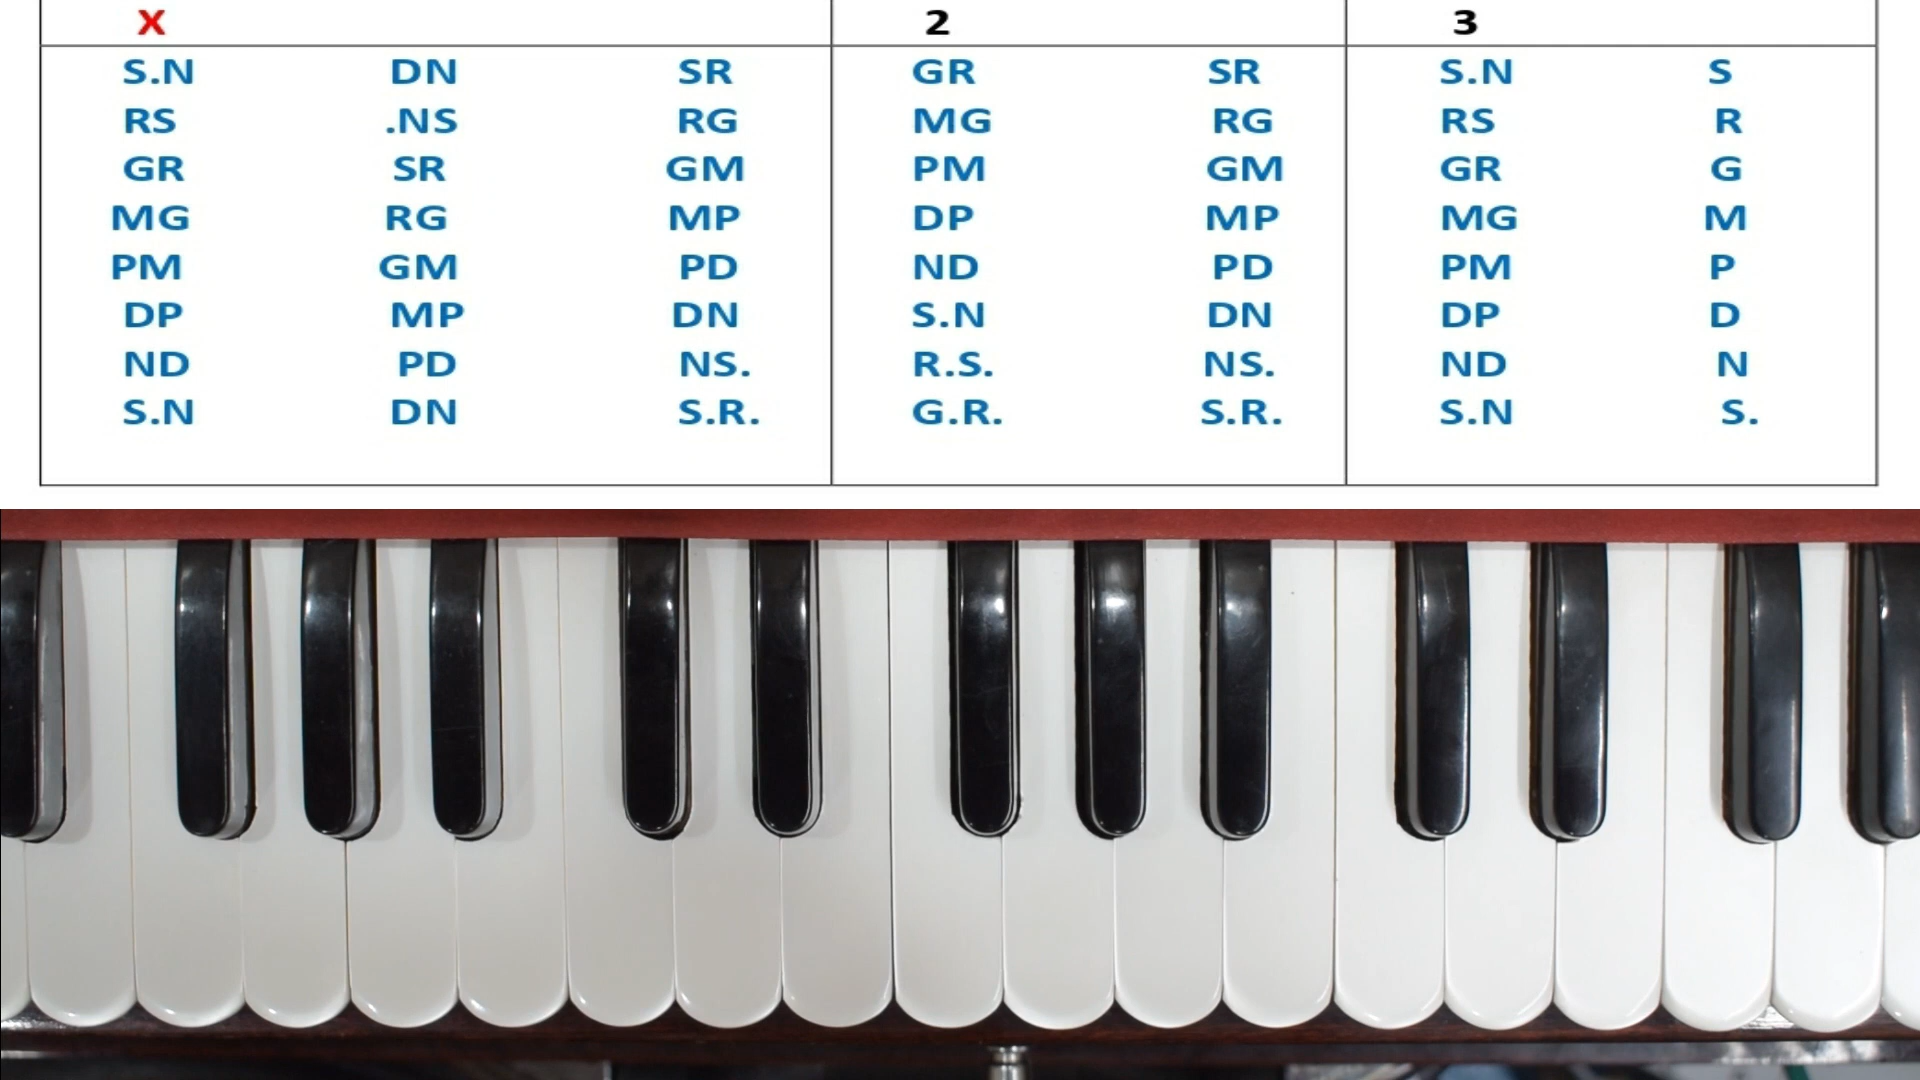 X 2 3
S.N DN SR GR SR S.N S
RS .NS RG MG RG RS R
GR SR GM PM GM GR G
MG RG MP DP MP MG M
PM GM PD ND PD PM P
DP MP DN S.N DN DP D
ND PD NS. R.S. NS. ND N
S.N DN S.R. G.R. S.R. S.N S.